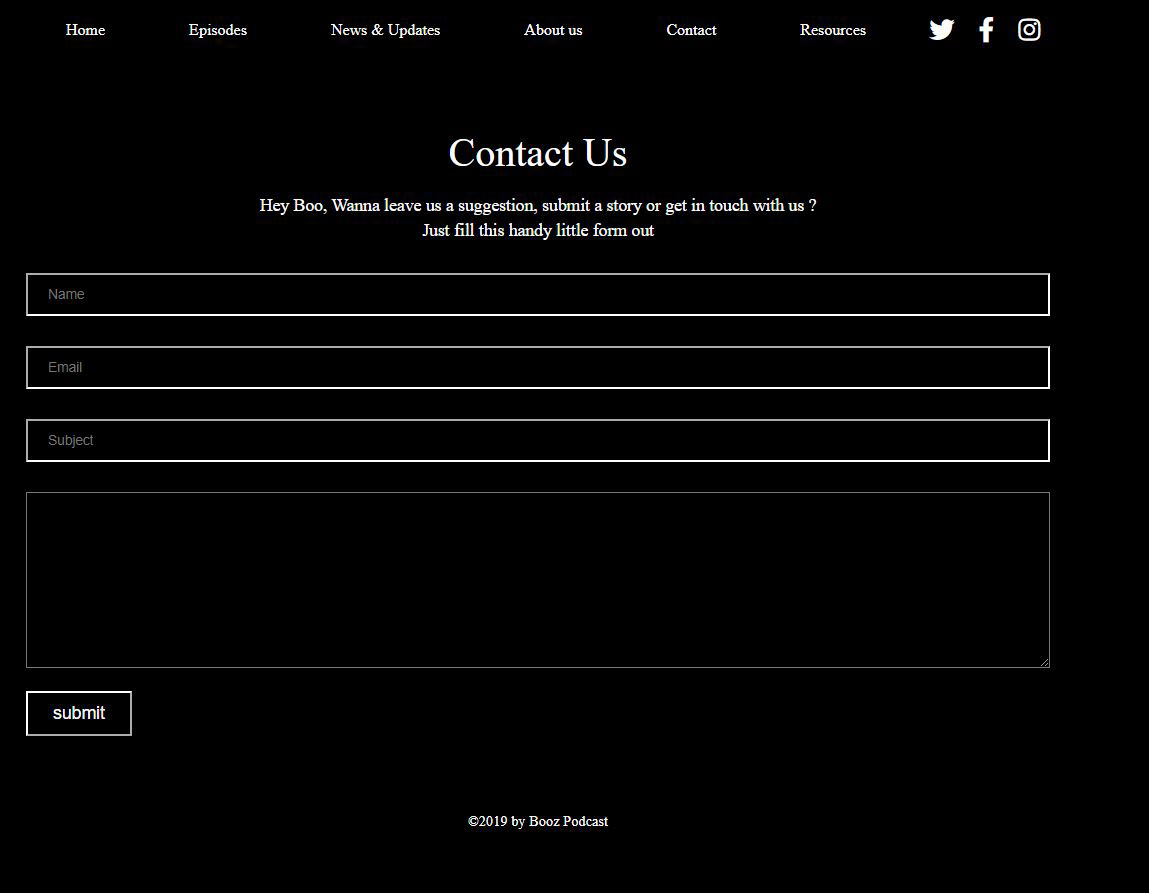 Home Episodes News & Updates About us Contact Resources
Contact Us
Hey Boo, Wanna leave us a suggestion, submit a story or get in touch with us ?
Just fill this handy little form out
Name
Email
Subject
submit
©2019 by Booz Podcast